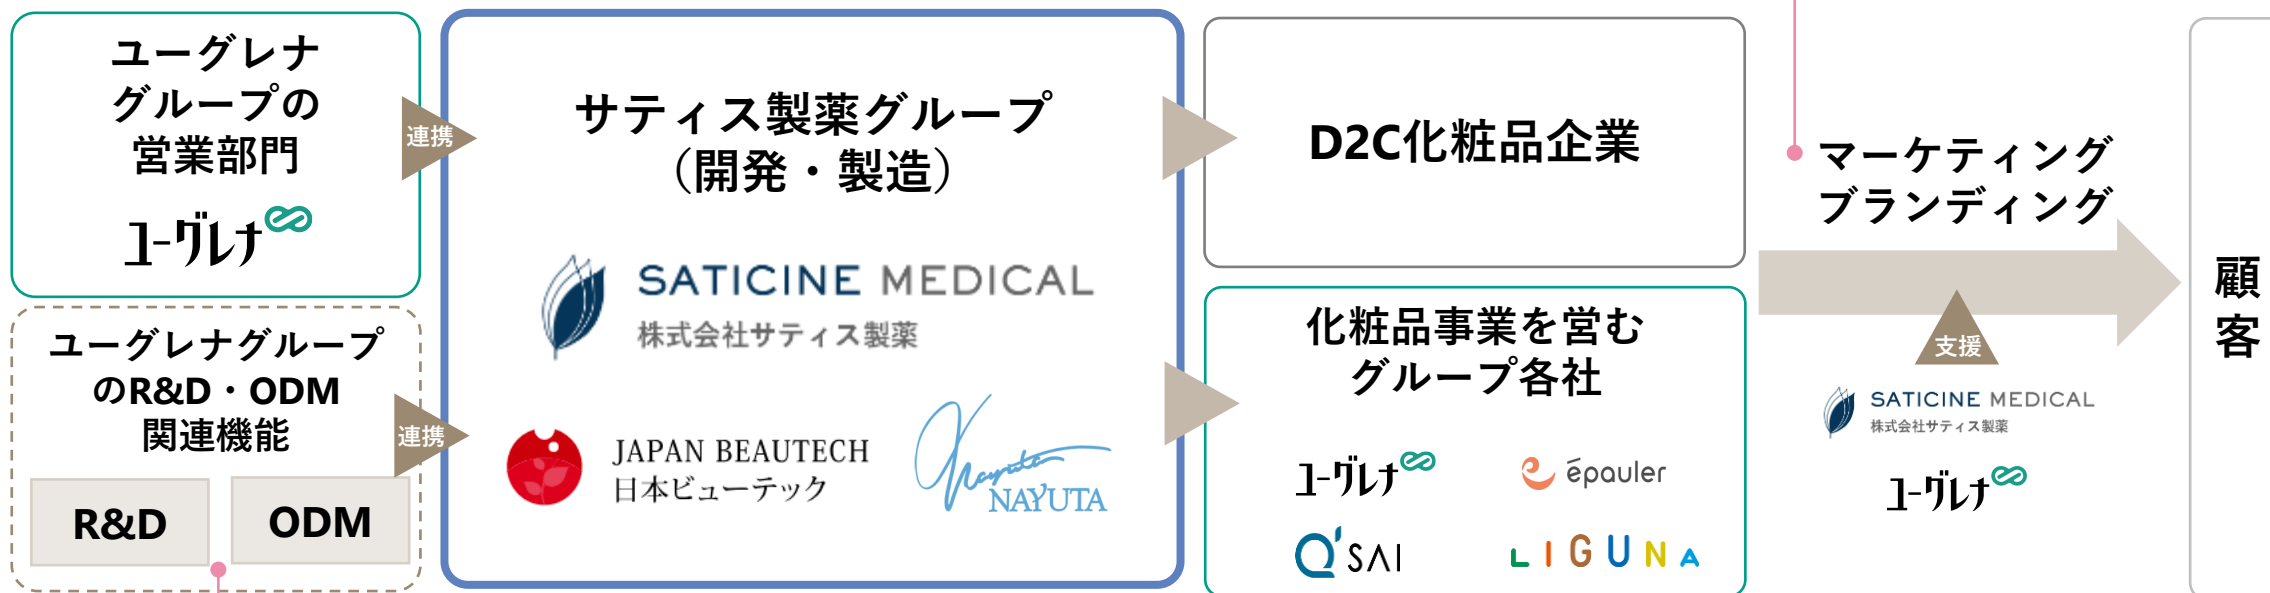 ユーグレナ
グループの
営業部門
ユーグレナ
連携
ユーグレナグループ
のR&D・ODM
関連機能
R&D
ODM
連携
サティス製薬グループ
（開発・製造）
SATICINE MEDICAL
株式会社サティス製薬
JAPAN BEAUTECH
日本ビューテック
Nayuta
NAYUTA
D2C化粧品企業
化粧品事業を営む
グループ各社
ユーグレナ
épauler
Q'SAI
LIGUNA
マーケティング
ブランディング
支援
SATICINE MEDICAL
株式会社サティス製薬
ユーグレナ
顧
客